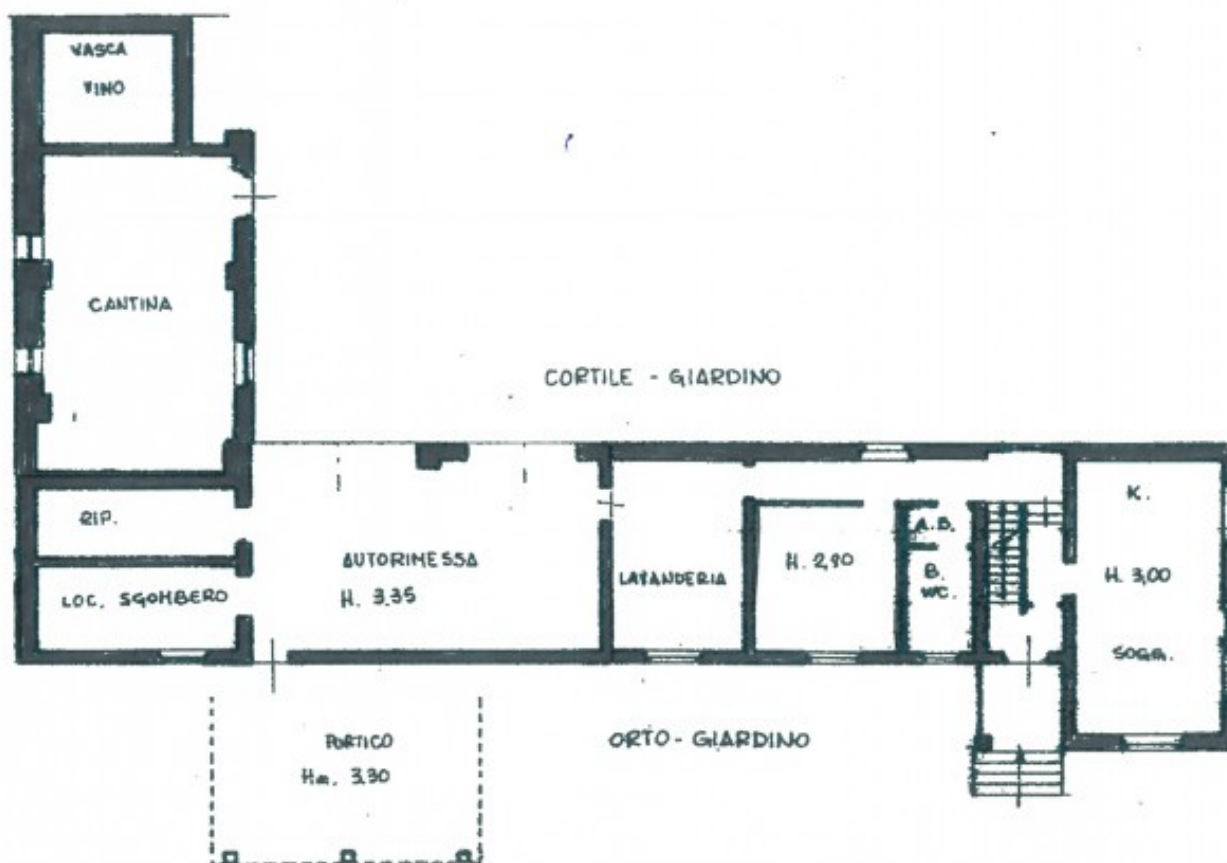 VASCA
VINO
CANTINA
CORTILE - GIARDINO
RIP.
LOC. SGOMBERO
AUTORIMESSA
H. 3.35
LAVANDERIA
H. 2,90
A.B.
B.
WC.
K.
H. 3,00
SOGG.
PORTICO
Hm. 3.30
ORTO - GIARDINO